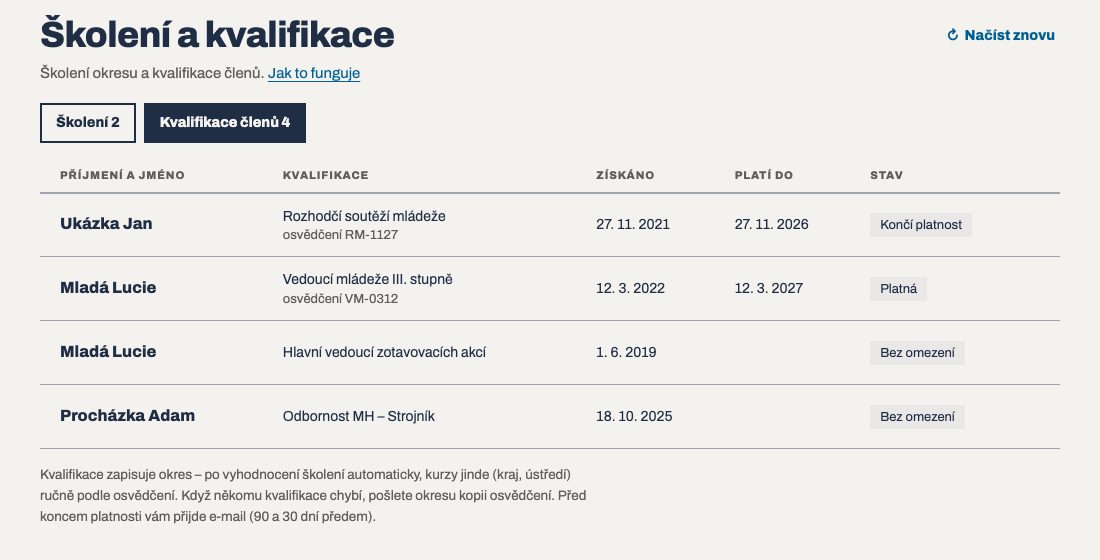 Školení a kvalifikace
Načíst znovu
Školení okresu a kvalifikace členů. Jak to funguje
Školení 2
Kvalifikace členů 4
PŘÍJMENÍ A JMÉNO KVALIFIKACE ZÍSKÁNO PLATÍ DO STAV
Ukázka Jan Rozhodčí soutěží mládeže 27. 11. 2021 27. 11. 2026 Končí platnost
osvědčení RM-1127
Mladá Lucie Vedoucí mládeže III. stupně 12. 3. 2022 12. 3. 2027 Platná
osvědčení VM-0312
Mladá Lucie Hlavní vedoucí zotavovacích akcí 1. 6. 2019 Bez omezení
Procházka Adam Odbornost MH – Strojník 18. 10. 2025 Bez omezení
Kvalifikace zapisuje okres – po vyhodnocení školení automaticky, kurzy jinde (kraj, ústředí)
ručně podle osvědčení. Když někomu kvalifikace chybí, pošlete okresu kopii osvědčení. Před
koncem platnosti vám přijde e-mail (90 a 30 dní předem).